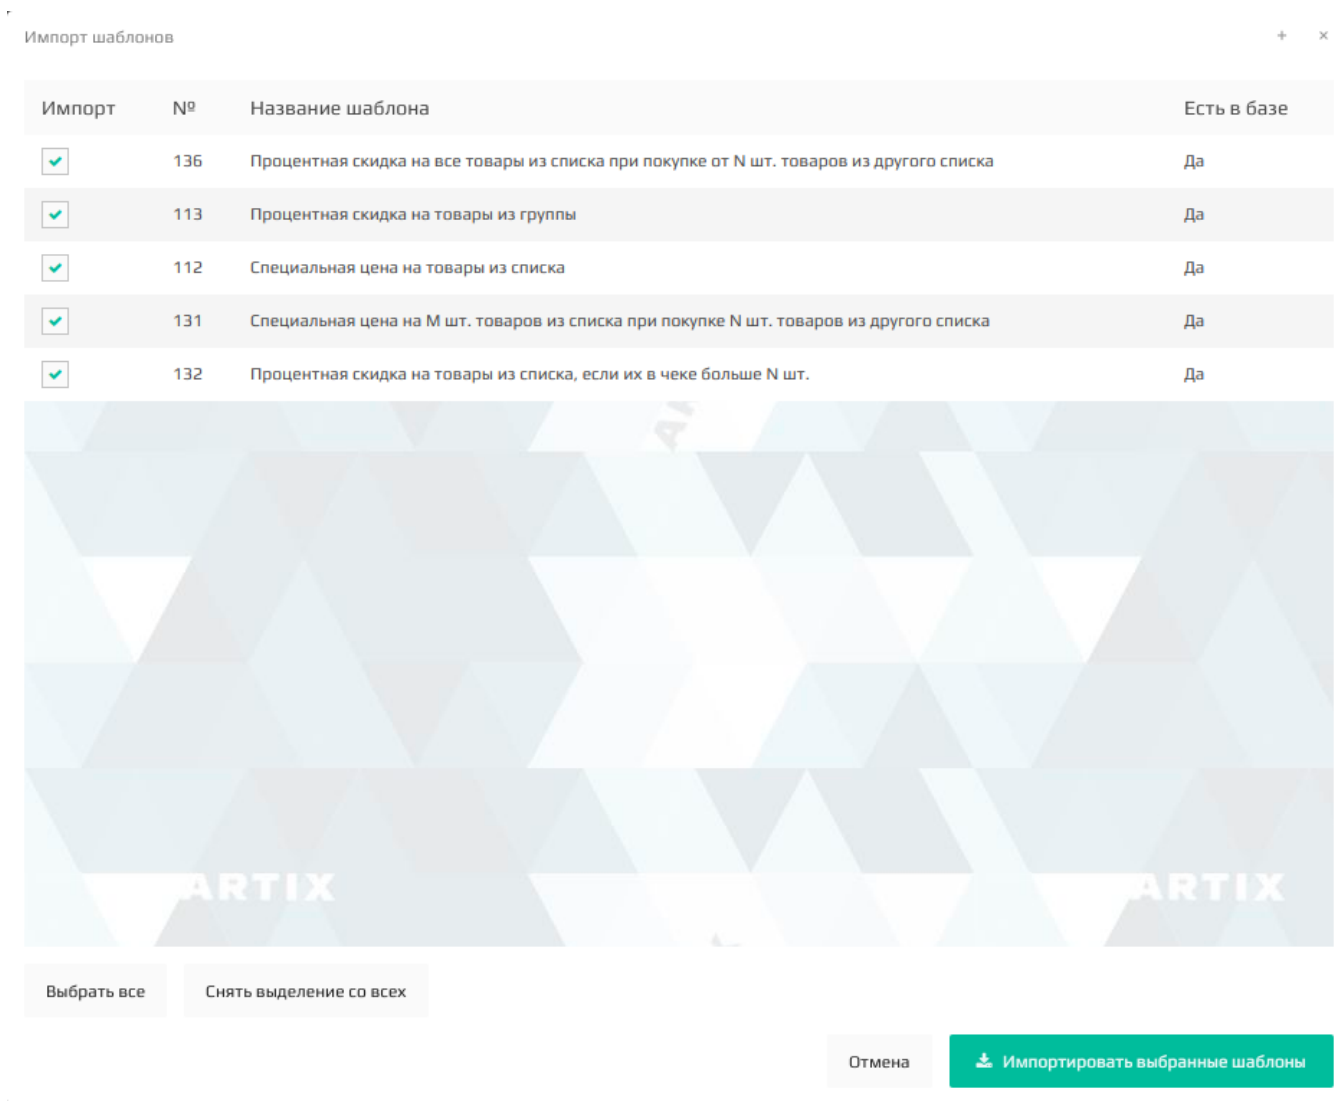 Импорт шаблонов
Импорт № Название шаблона Есть в базе
136 Процентная скидка на все товары из списка при покупке от N шт. товаров из другого списка Да
113 Процентная скидка на товары из группы Да
112 Специальная цена на товары из списка Да
131 Специальная цена на M шт. товаров из списка при покупке N шт. товаров из другого списка Да
132 Процентная скидка на товары из списка, если их в чеке больше N шт. Да
ARTIX ARTIX
Выбрать все Снять выделение со всех
Отмена Импортировать выбранные шаблоны